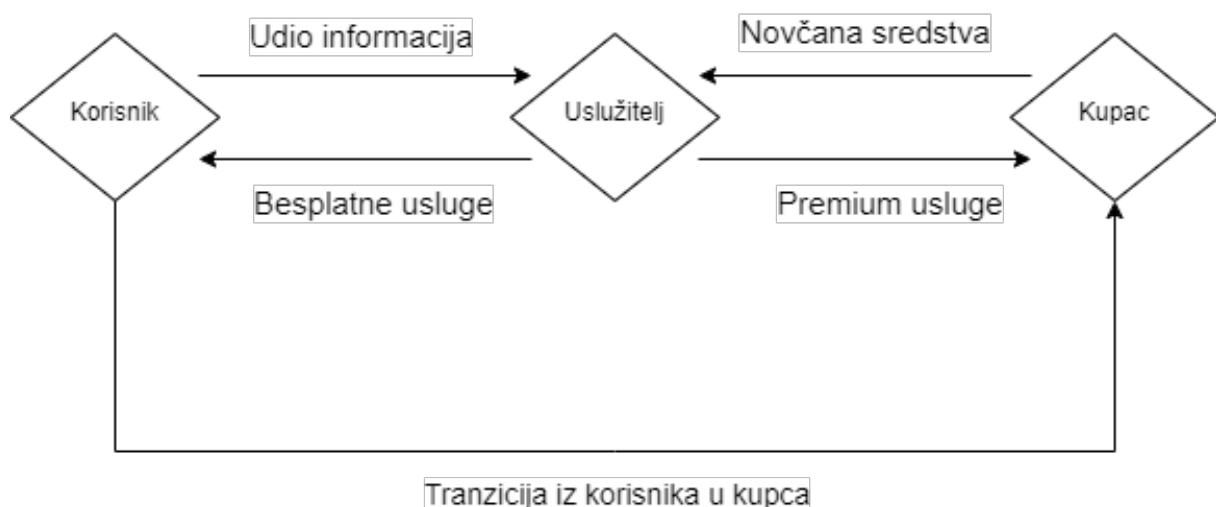 Udio informacija
Novčana sredstva
Korisnik
Uslužitelj
Kupac
Besplatne usluge
Premium usluge
Tranzicija iz korisnika u kupca